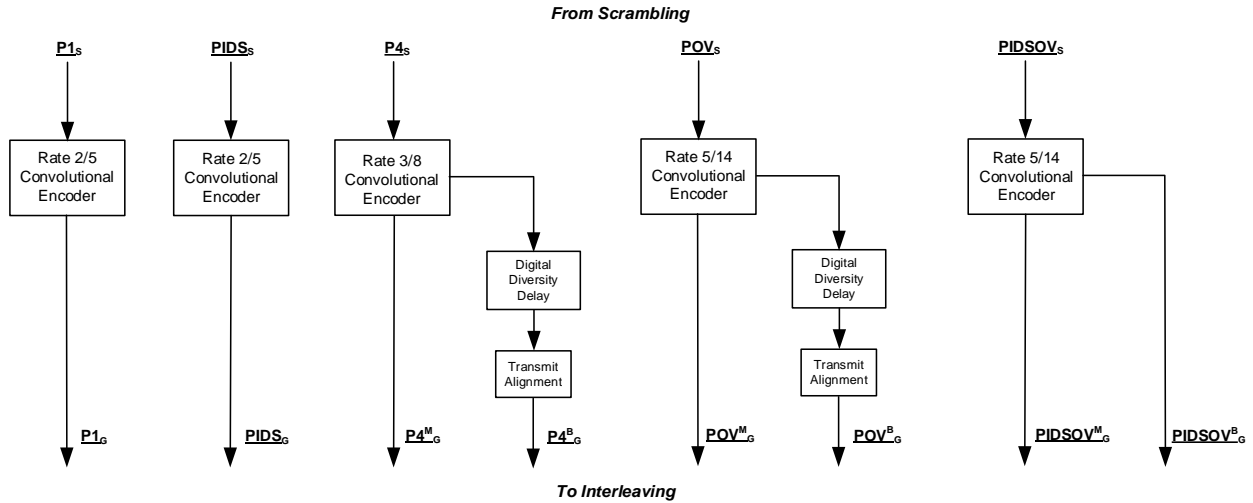 From Scrambling
P1S
PIDSS
P4S
POVS
PIDSOVS
Rate 2/5
Convolutional
Encoder
Rate 2/5
Convolutional
Encoder
Rate 3/8
Convolutional
Encoder
Rate 5/14
Convolutional
Encoder
Rate 5/14
Convolutional
Encoder
Digital
Diversity
Delay
Digital
Diversity
Delay
Transmit
Alignment
Transmit
Alignment
P1G
PIDSG
P4MG
P4BG
POVMG
POVBG
PIDSOVMG
PIDSOVBG
To Interleaving